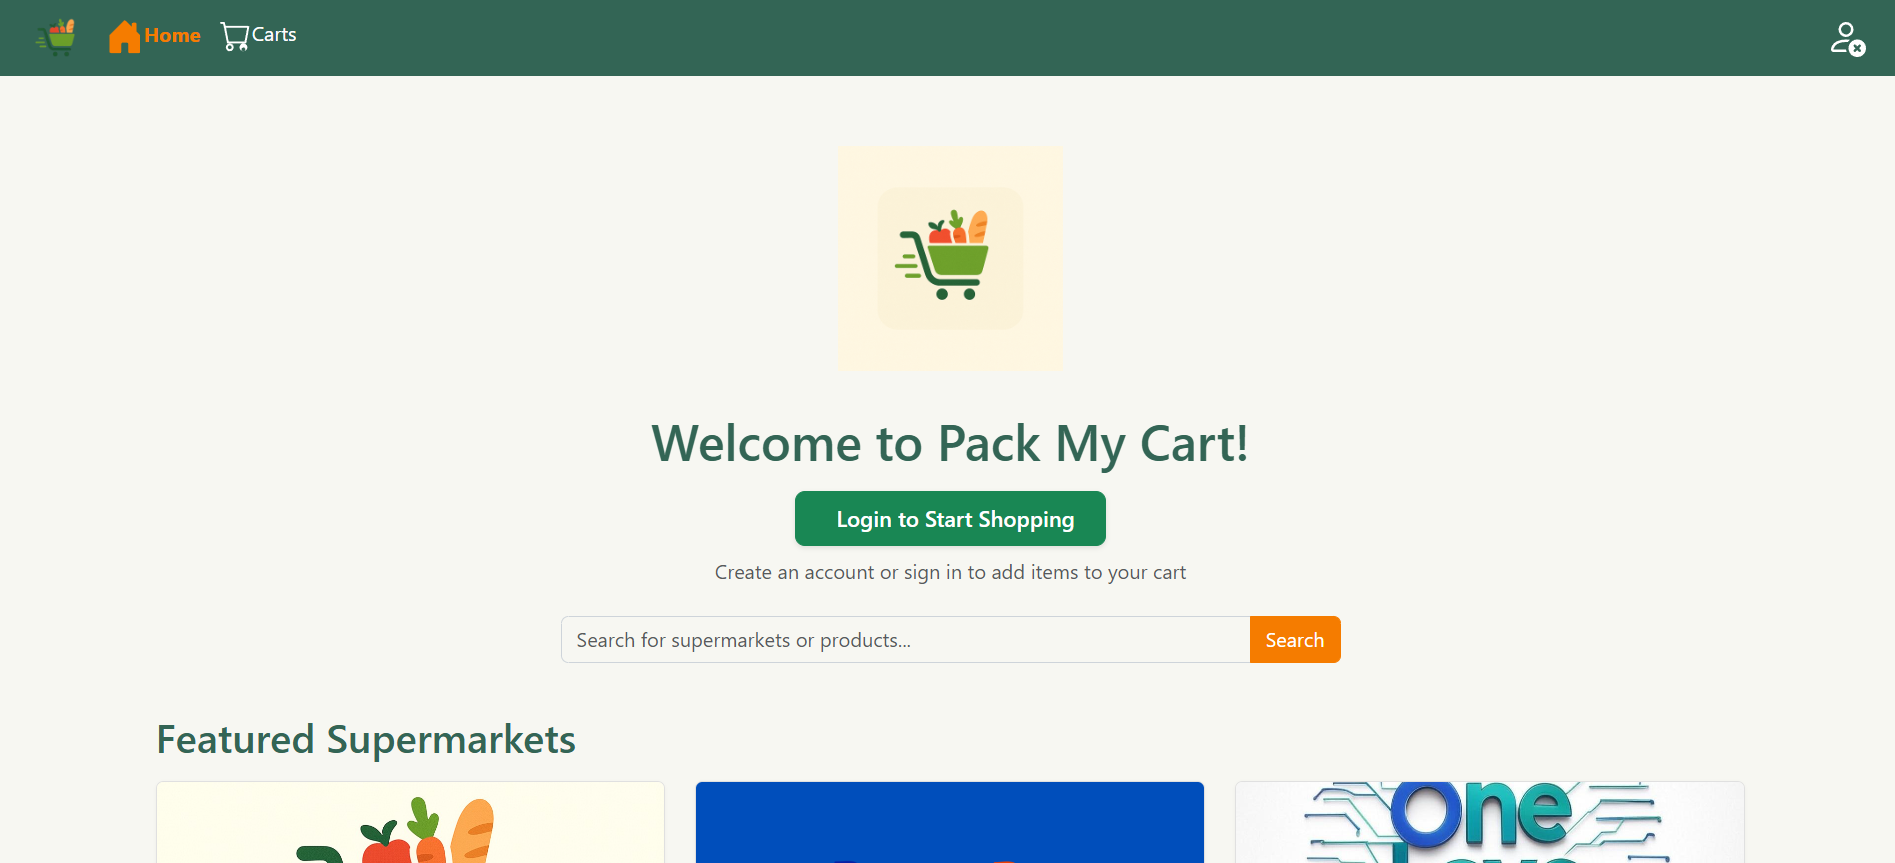 Home
Carts
Welcome to Pack My Cart!
Login to Start Shopping
Create an account or sign in to add items to your cart
Search for supermarkets or products...
Search
Featured Supermarkets
One